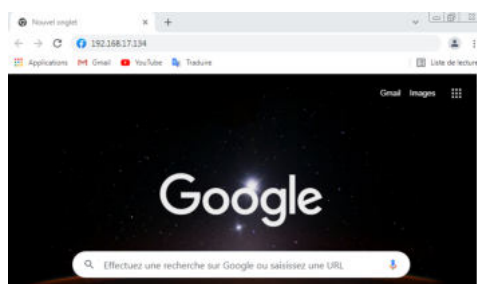 Nouvel onglet
192.168.17.134
Applications Gmail YouTube Traduire Liste de lecture
Gmail Images
Google
Effectuez une recherche sur Google ou saisissez une URL